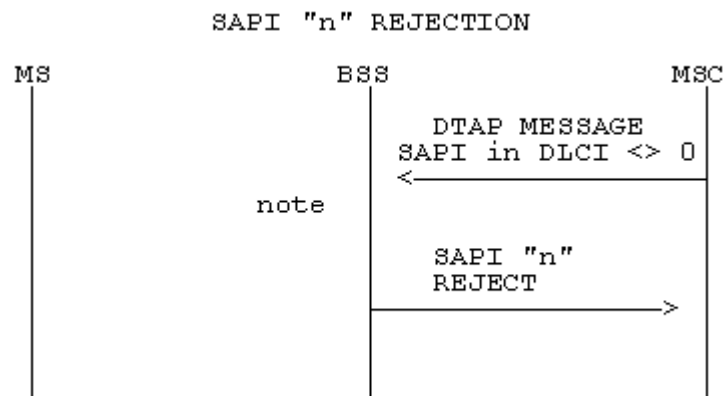 SAPI "n" REJECTION
MS BSS MSC
DTAP MESSAGE
SAPI in DLCI <> 0
note
SAPI "n"
REJECT